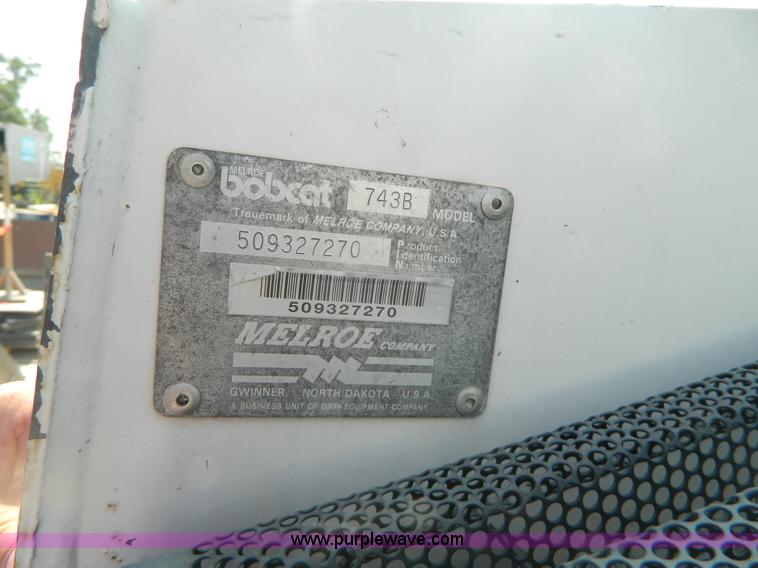 MELROE
bobcat 743B MODEL
Trademark of MELROE COMPANY, U.S.A
509327270 Product Identification Number
509327270
MELROE COMPANY
GWINNER, NORTH DAKOTA U.S.A
A BUSINESS UNIT OF CLARK EQUIPMENT COMPANY
www.purplewave.com